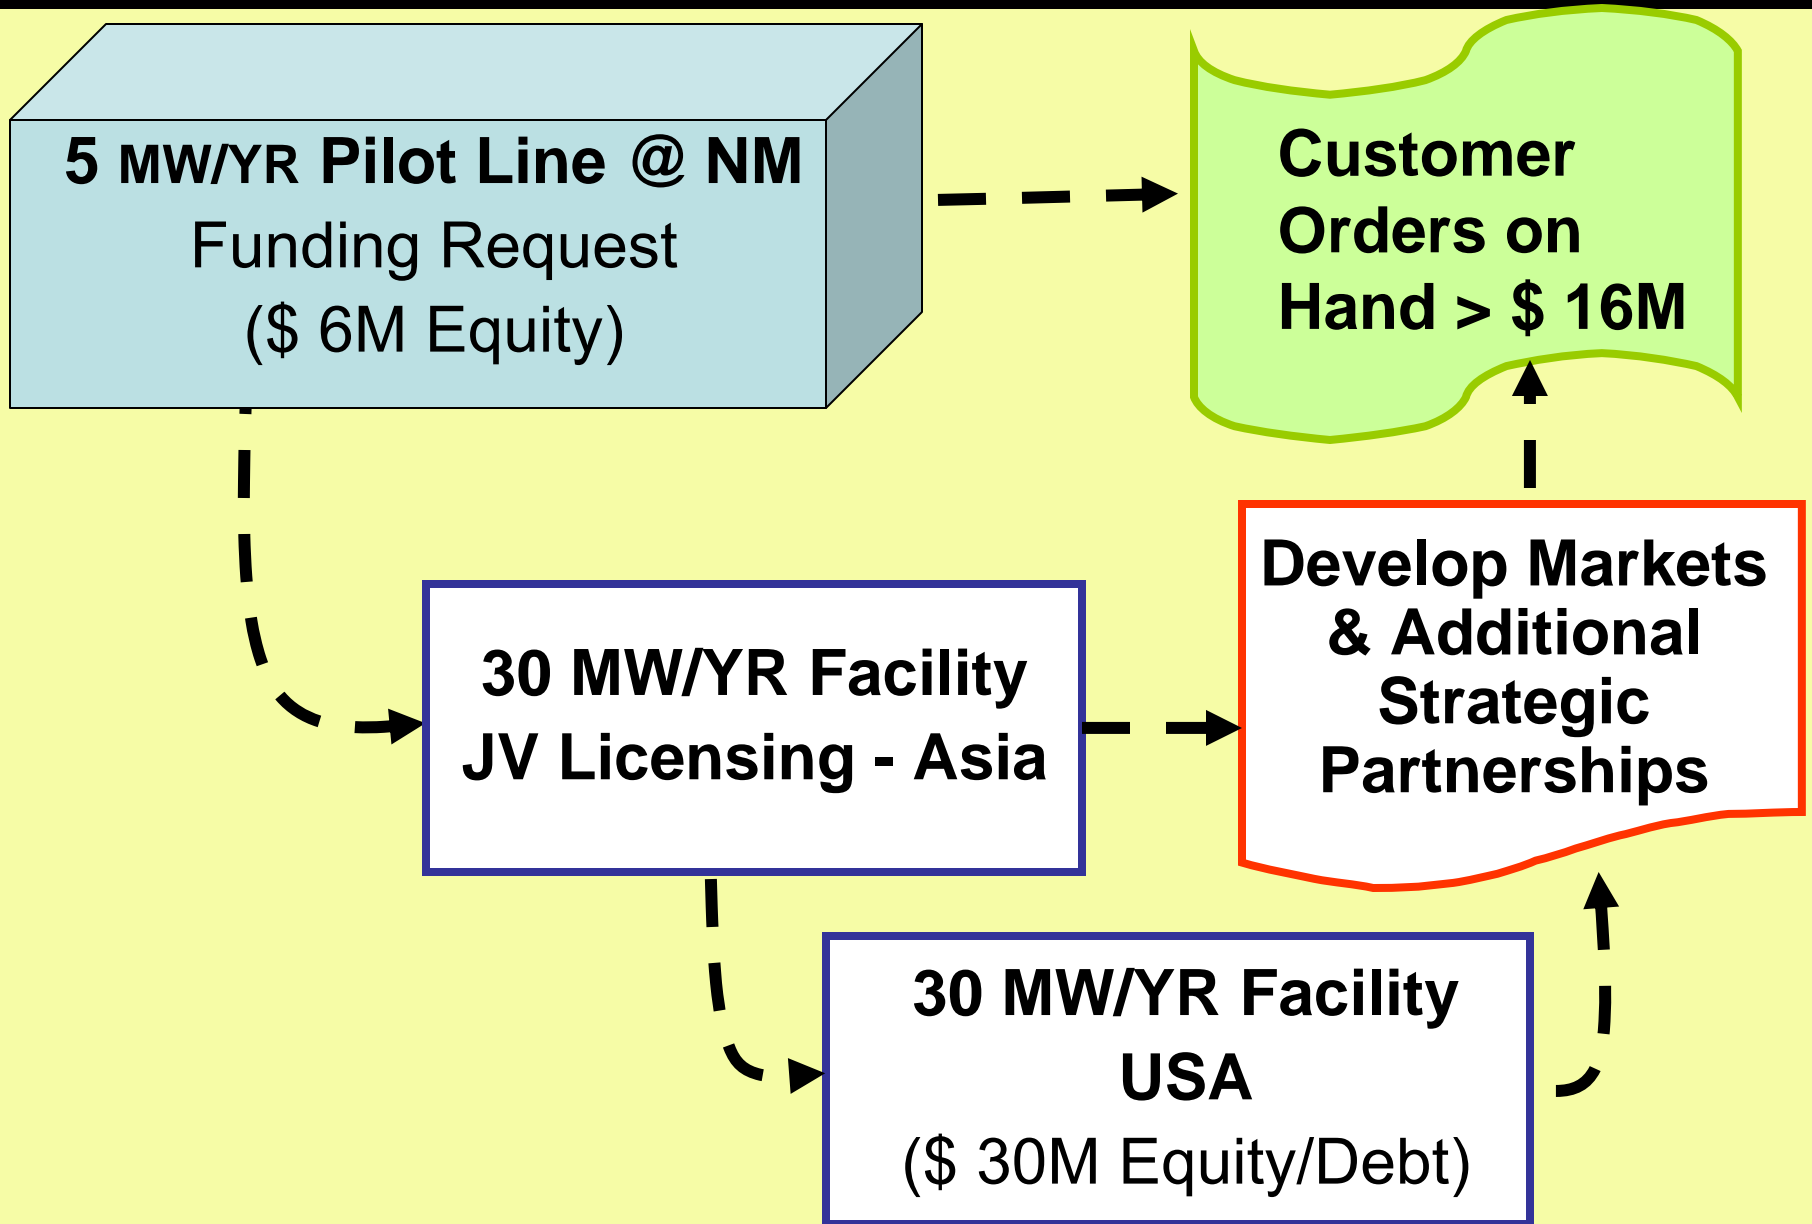 5 MW/YR Pilot Line @ NM
Funding Request
($ 6M Equity)
Customer
Orders on
Hand > $ 16M
Develop Markets
& Additional
Strategic
Partnerships
30 MW/YR Facility
JV Licensing - Asia
30 MW/YR Facility
USA
($ 30M Equity/Debt)